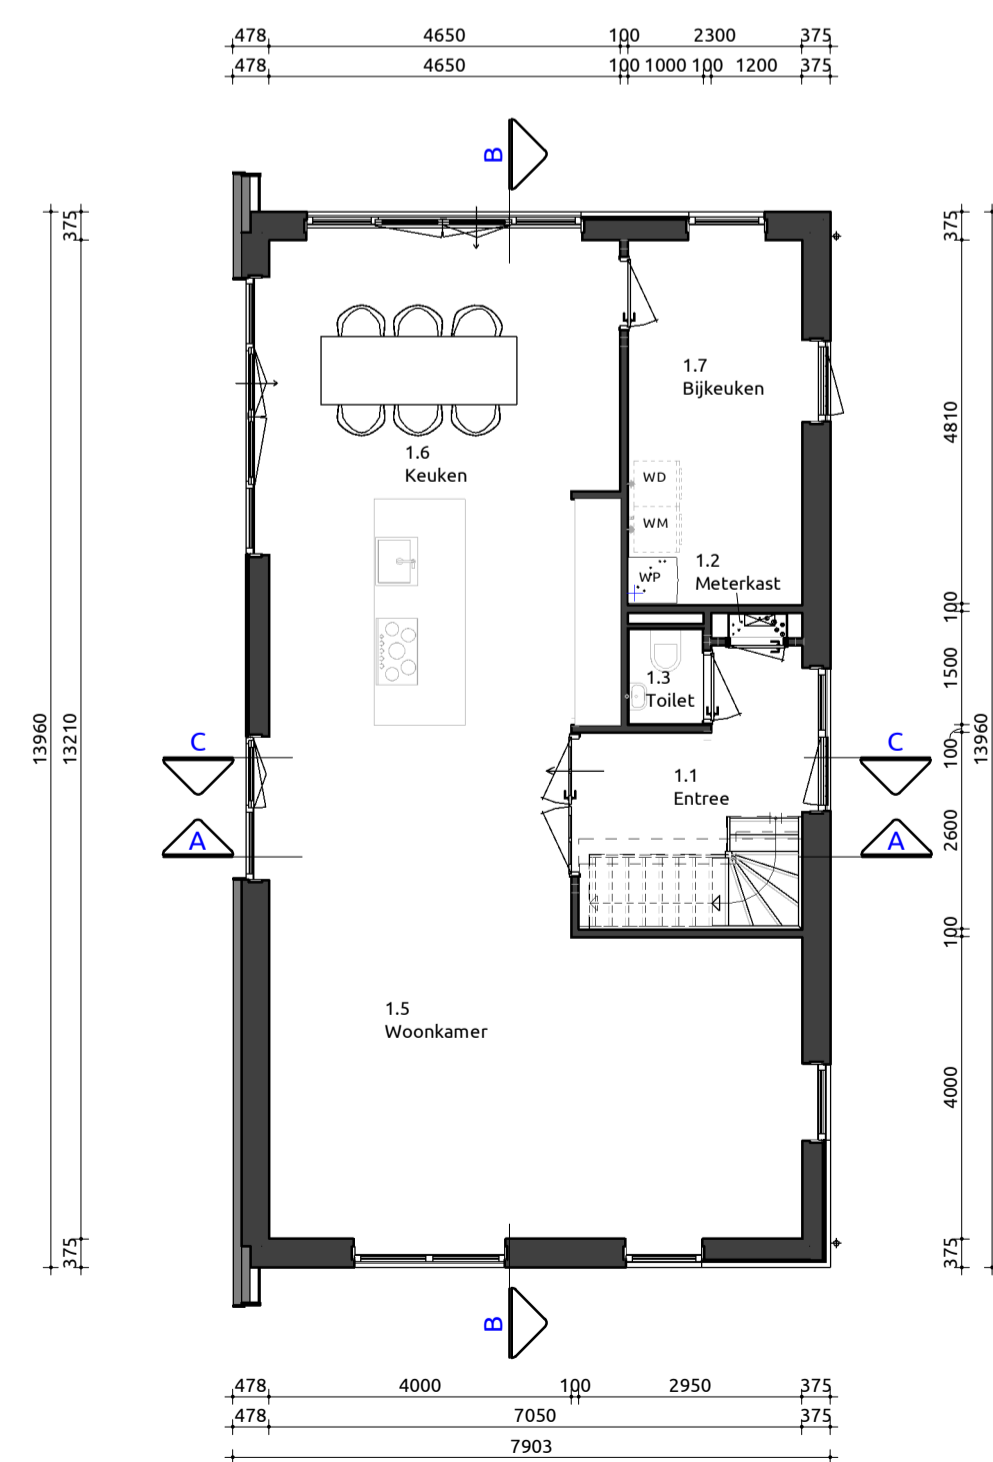 478 4650 100 2300 375
478 4650 100 1000 100 1200 375
B
375
375
1.7
Bijkeuken
4810
1.6
Keuken
WD
WM
1.2
Meterkast
WP
100
1.3
Toilet
1500
13960
13210
13960
C
C
100
1.1
Entree
A
A
2600
100
1.5
Woonkamer
4000
375
375
B
478 4000 100 2950 375
478 7050 375
7903